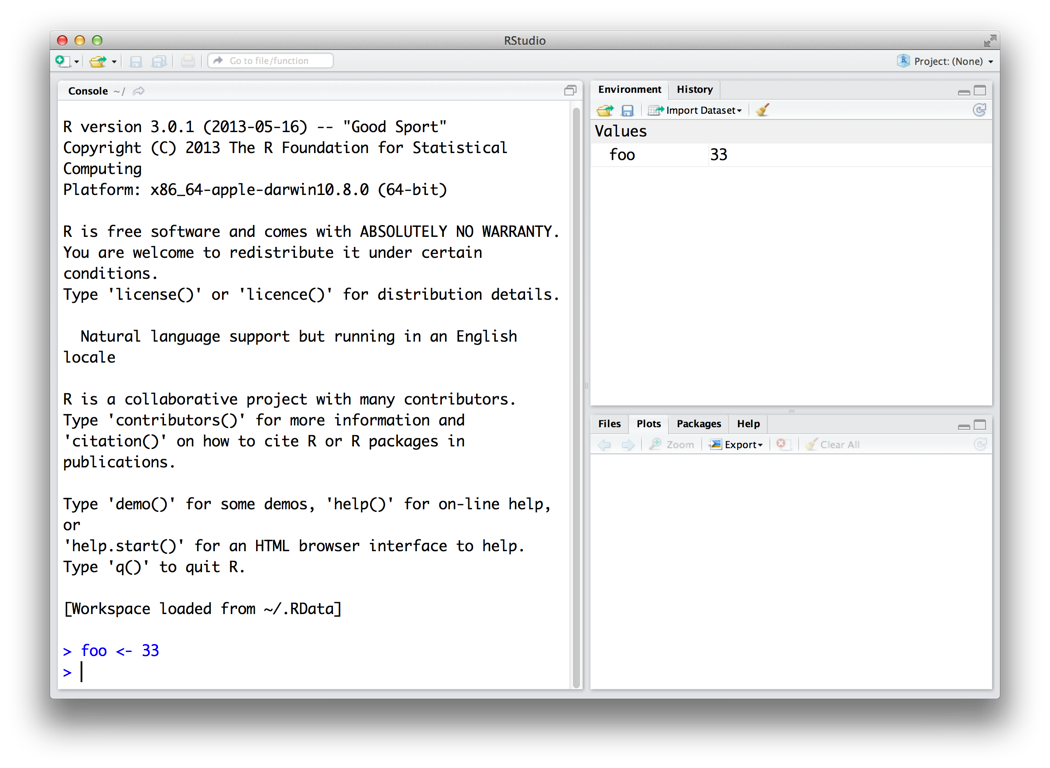 RStudio
Go to file/function
Project: (None)
Console ~/
R version 3.0.1 (2013-05-16) -- "Good Sport"
Copyright (C) 2013 The R Foundation for Statistical
Computing
Platform: x86_64-apple-darwin10.8.0 (64-bit)
R is free software and comes with ABSOLUTELY NO WARRANTY.
You are welcome to redistribute it under certain
conditions.
Type 'license()' or 'licence()' for distribution details.
Natural language support but running in an English
locale
R is a collaborative project with many contributors.
Type 'contributors()' for more information and
'citation()' on how to cite R or R packages in
publications.
Type 'demo()' for some demos, 'help()' for on-line help,
or
'help.start()' for an HTML browser interface to help.
Type 'q()' to quit R.
[Workspace loaded from ~/.RData]
> foo <- 33
>
Environment History
Import Dataset
Values
foo 33
Files Plots Packages Help
Zoom Export Clear All